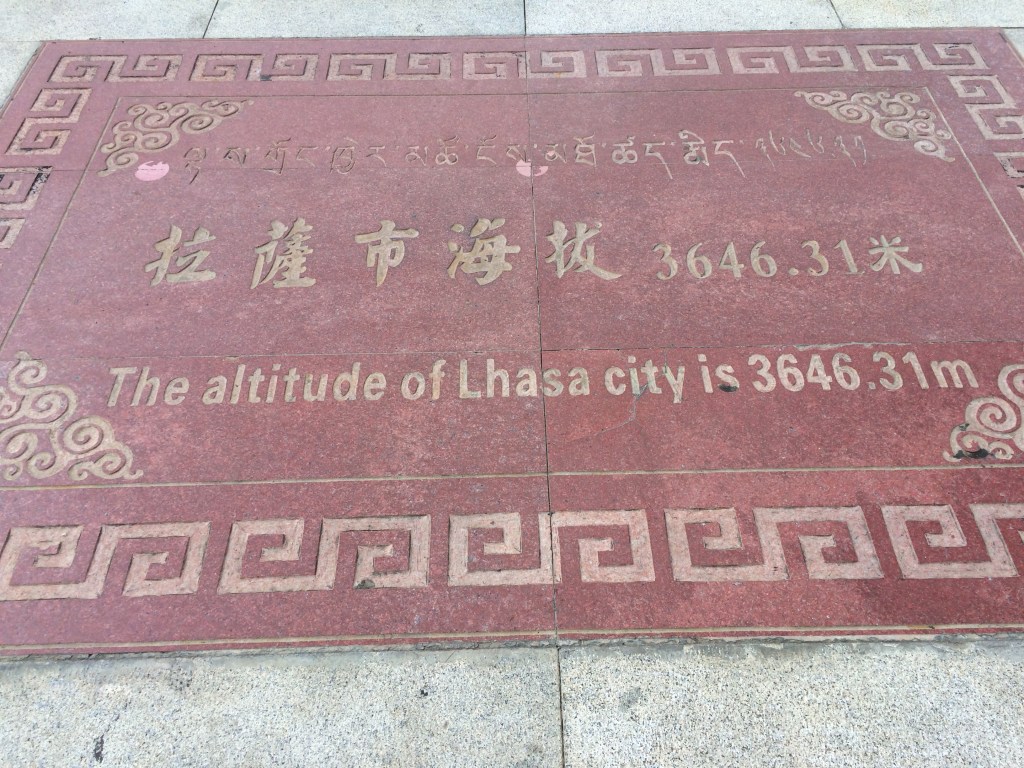 མཐོ་ཚད
拉萨市海拔 3646.31米
The altitude of Lhasa city is 3646.31m